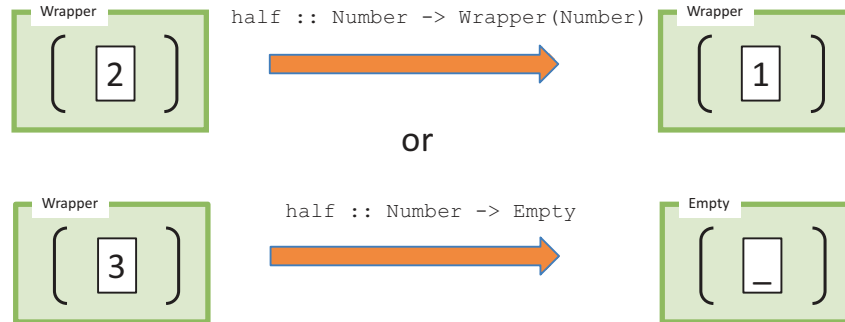 Wrapper half :: Number -> Wrapper(Number) Wrapper
( 2 ) ( 1 )
or
Wrapper half :: Number -> Empty Empty
( 3 ) ( _ )